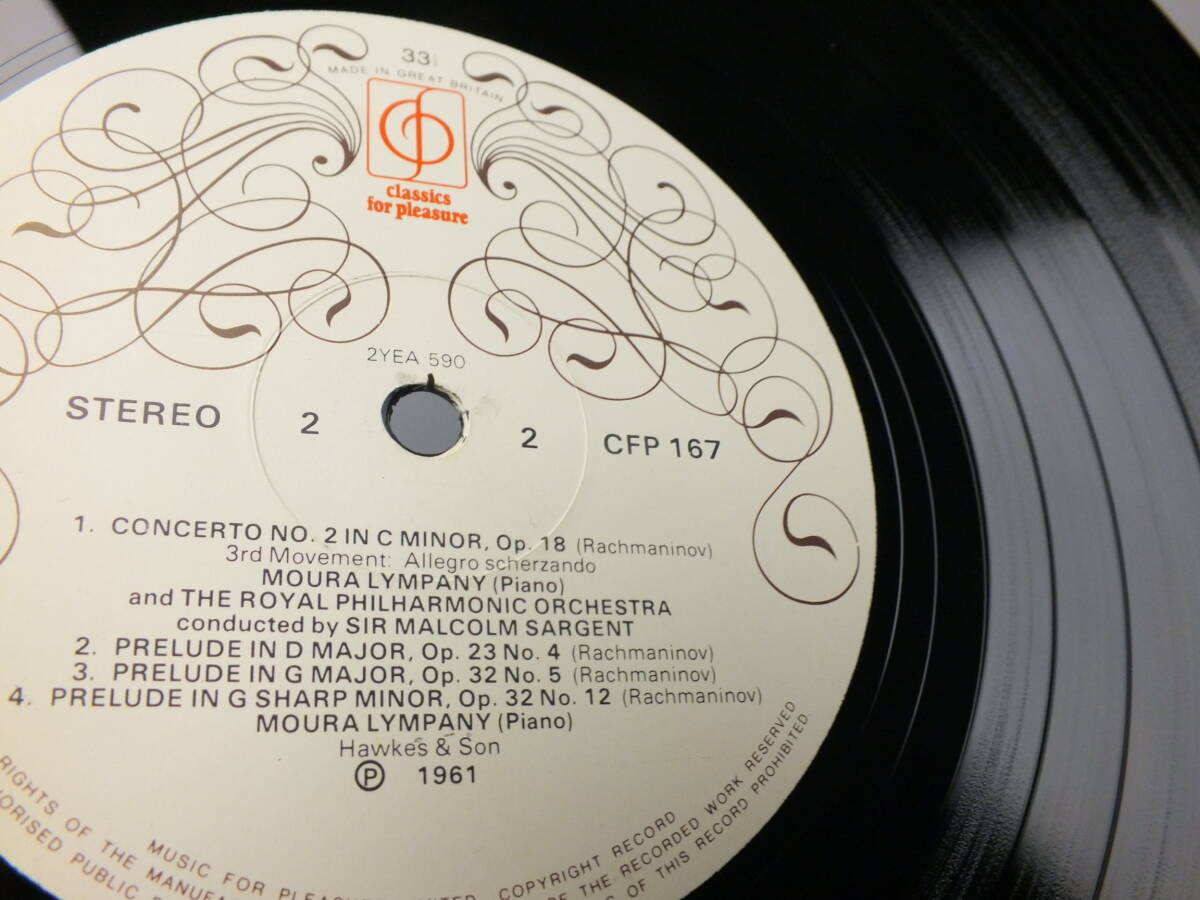 33⅓
MADE IN GREAT BRITAIN
classics
for pleasure
2YEA 590
STEREO 2 2 CFP 167
1. CONCERTO NO. 2 IN C MINOR, Op. 18 (Rachmaninov)
3rd Movement: Allegro scherzando
MOURA LYMPANY (Piano)
and THE ROYAL PHILHARMONIC ORCHESTRA
conducted by SIR MALCOLM SARGENT
2. PRELUDE IN D MAJOR, Op. 23 No. 4 (Rachmaninov)
3. PRELUDE IN G MAJOR, Op. 32 No. 5 (Rachmaninov)
4. PRELUDE IN G SHARP MINOR, Op. 32 No. 12 (Rachmaninov)
MOURA LYMPANY (Piano)
Hawkes & Son
℗ 1961
MUSIC FOR PLEASURE LIMITED COPYRIGHT RECORD
RIGHTS OF THE OF THE RECORDED WORK RESERVED
PUBLIC OF THIS RECORD PROHIBITED